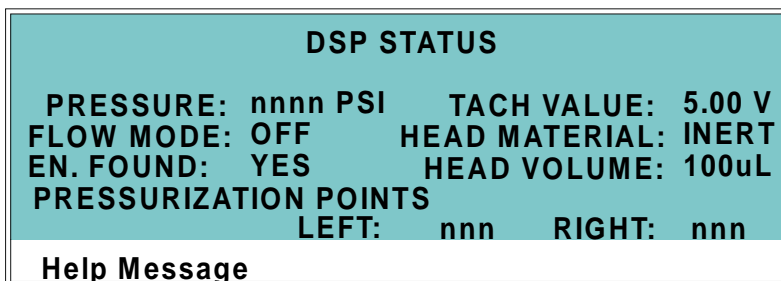 DSP STATUS
PRESSURE: nnnn PSI TACH VALUE: 5.00 V
FLOW MODE: OFF HEAD MATERIAL: INERT
EN. FOUND: YES HEAD VOLUME: 100uL
PRESSURIZATION POINTS
LEFT: nnn RIGHT: nnn
Help Message